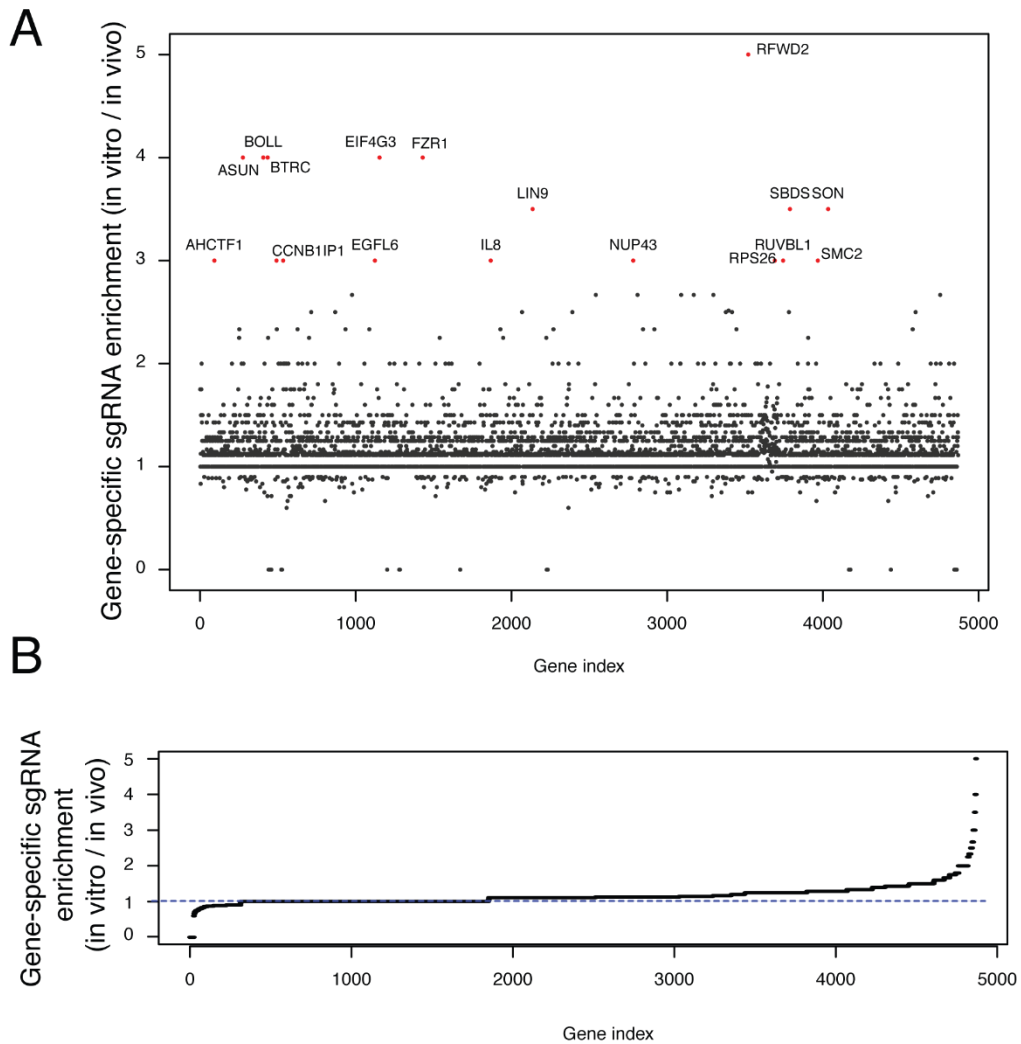 A
Gene-specific sgRNA enrichment (in vitro / in vivo)
5
4
3
2
1
0
RFWD2
BOLL
EIF4G3
FZR1
ASUN
BTRC
LIN9
SBDS
SON
AHCTF1
CCNB1IP1
EGFL6
IL8
NUP43
RUVBL1
RPS26
SMC2
0
1000
2000
3000
4000
5000
Gene index
B
Gene-specific sgRNA
enrichment
(in vitro / in vivo)
5
4
3
2
1
0
0
1000
2000
3000
4000
5000
Gene index